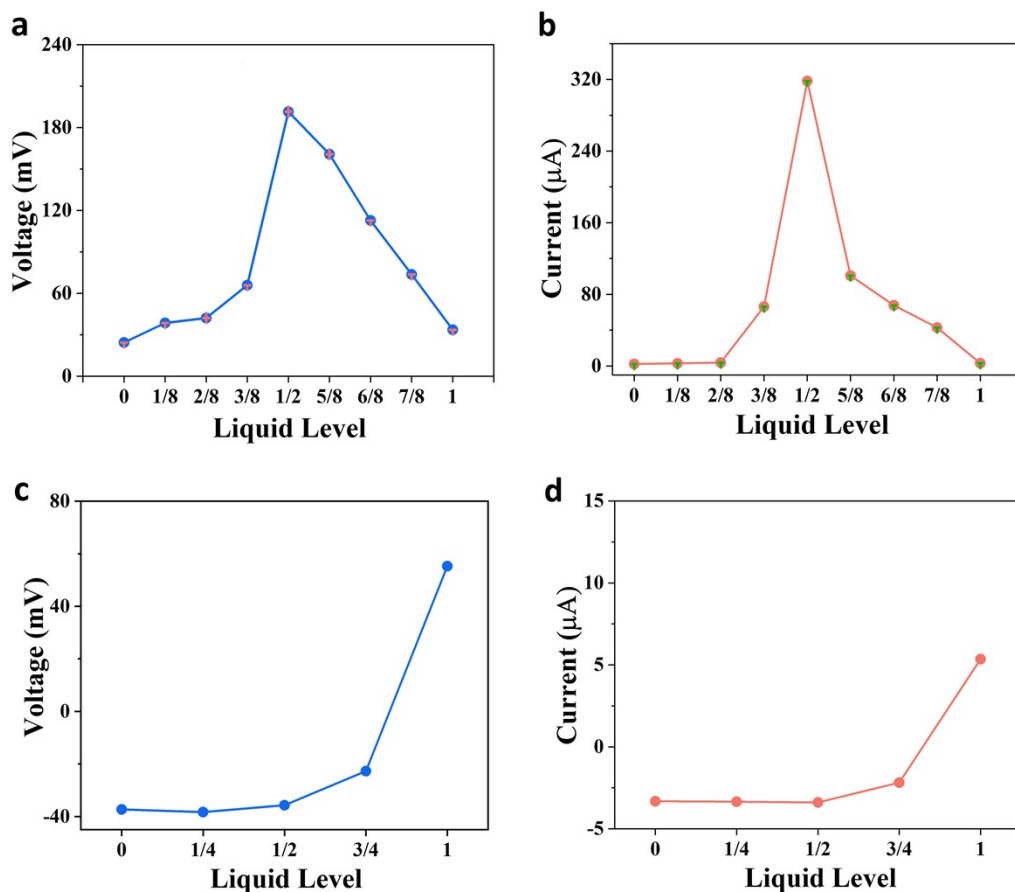 a
Voltage (mV)
240
180
120
60
0
0 1/8 2/8 3/8 1/2 5/8 6/8 7/8 1
Liquid Level
b
Current (μA)
320
240
160
80
0
0 1/8 2/8 3/8 1/2 5/8 6/8 7/8 1
Liquid Level
c
Voltage (mV)
80
40
0
-40
0 1/4 1/2 3/4 1
Liquid Level
d
Current (μA)
15
10
5
0
-5
0 1/4 1/2 3/4 1
Liquid Level